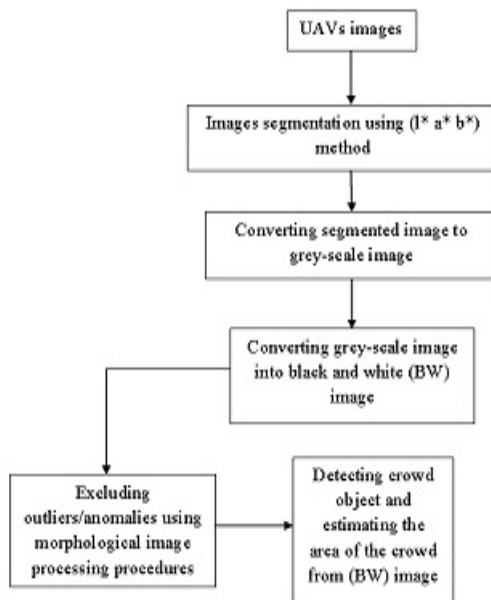 UAVs images
Images segmentation using (l* a* b*)
method
Converting segmented image to
grey-scale image
Converting grey-scale image
into black and white (BW)
image
Excluding
outliers/anomalies using
morphological image
processing procedures
Detecting crowd
object and
estimating the
area of the crowd
from (BW) image